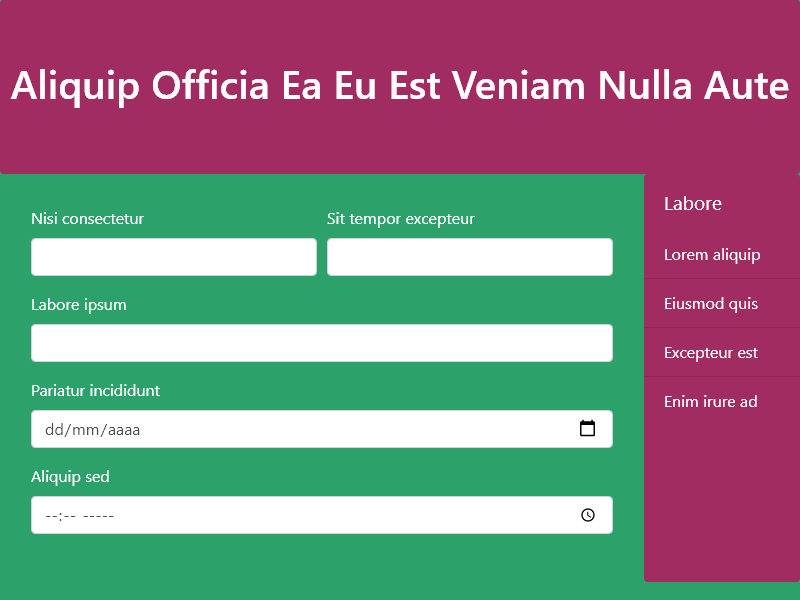 Aliquip Officia Ea Eu Est Veniam Nulla Aute
Nisi consectetur
Sit tempor excepteur
Labore ipsum
Pariatur incididunt
dd/mm/aaaa
Aliquip sed
--:-- -----
Labore
Lorem aliquip
Eiusmod quis
Excepteur est
Enim irure ad